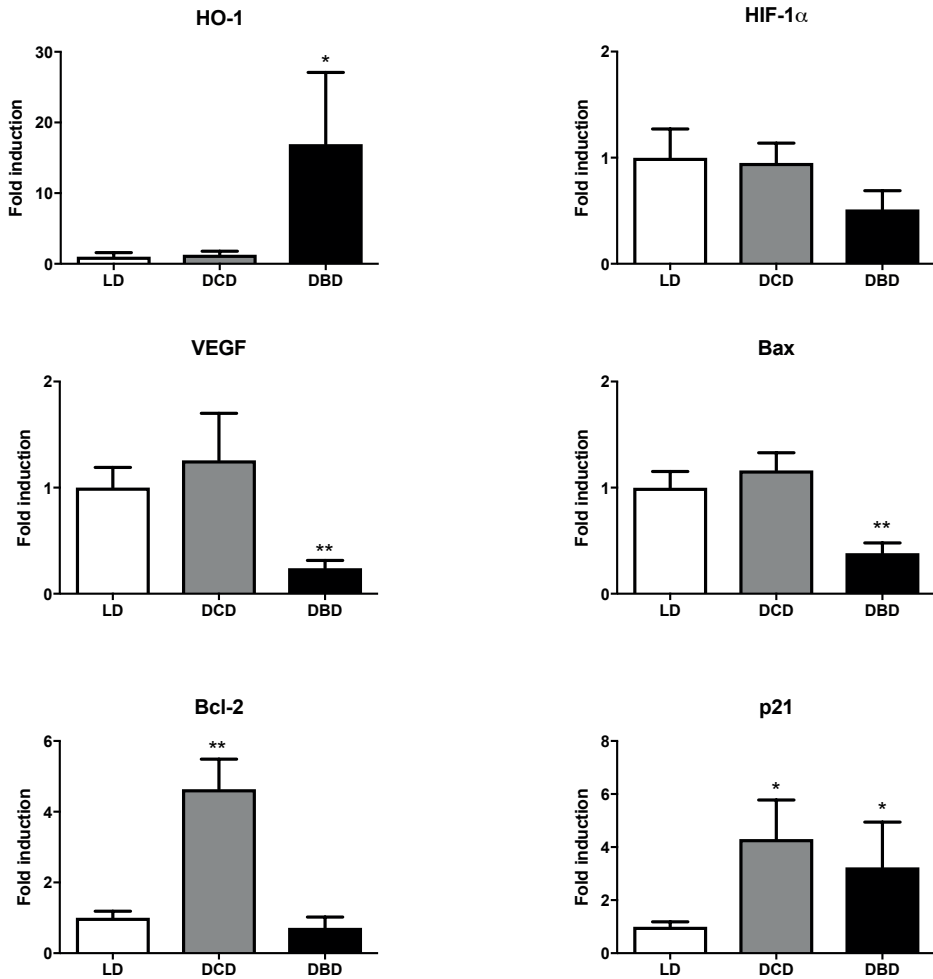 HO-1
Fold induction
30
20
10
0
*
LD DCD DBD
HIF-1α
Fold induction
2
1
0
LD DCD DBD
VEGF
Fold induction
2
1
0
**
LD DCD DBD
Bax
Fold induction
2
1
0
**
LD DCD DBD
Bcl-2
Fold induction
6
4
2
0
**
LD DCD DBD
p21
Fold induction
8
6
4
2
0
* *
LD DCD DBD